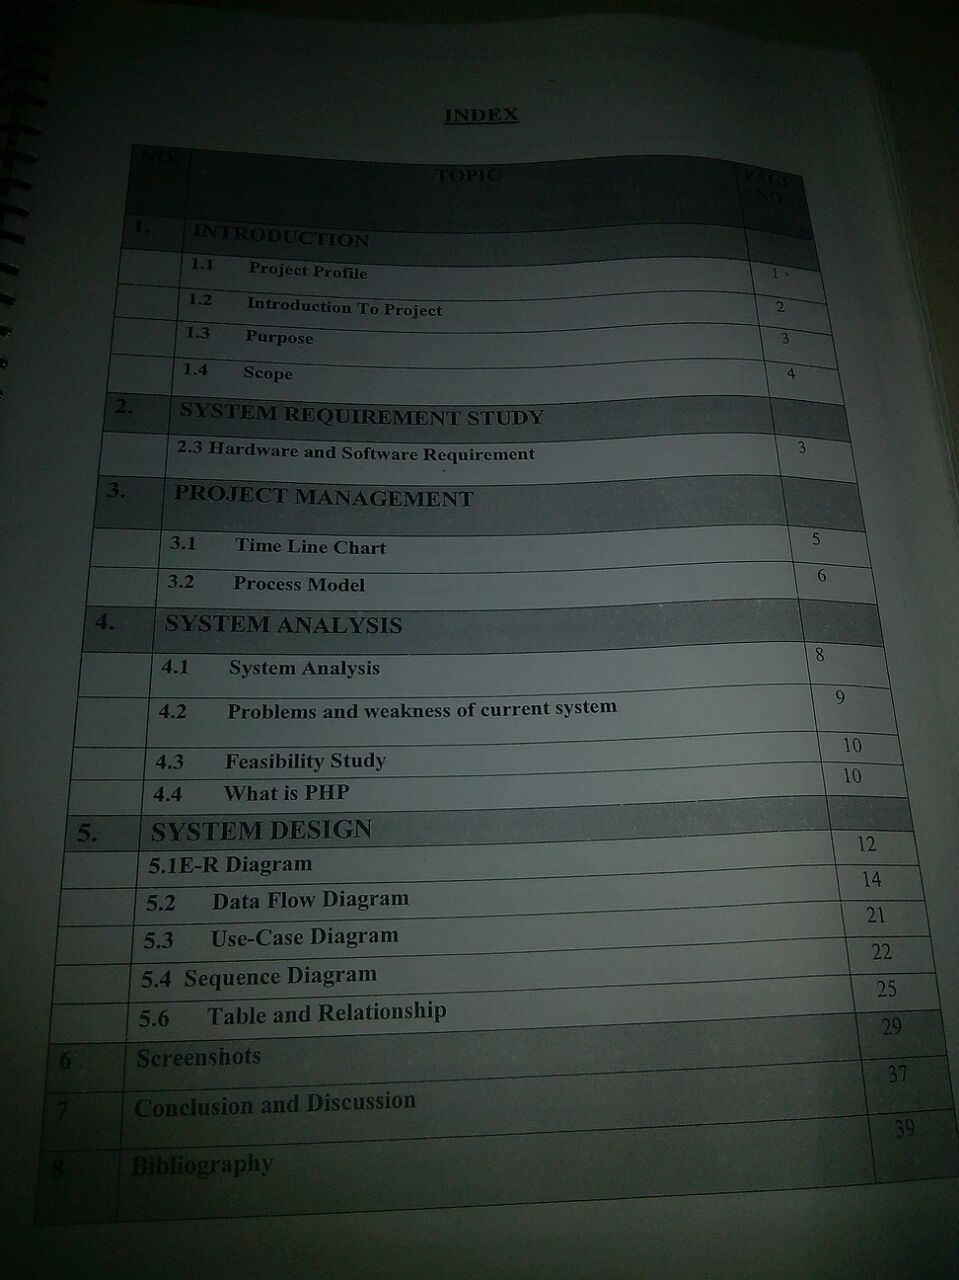 INDEX
NO. TOPIC PAGE NO
1. INTRODUCTION
1.1 Project Profile 1
1.2 Introduction To Project 2
1.3 Purpose 3
1.4 Scope 4
2. SYSTEM REQUIREMENT STUDY
2.3 Hardware and Software Requirement 3
3. PROJECT MANAGEMENT
3.1 Time Line Chart 5
3.2 Process Model 6
4. SYSTEM ANALYSIS
4.1 System Analysis 8
4.2 Problems and weakness of current system 9
4.3 Feasibility Study 10
4.4 What is PHP 10
5. SYSTEM DESIGN
5.1E-R Diagram 12
5.2 Data Flow Diagram 14
5.3 Use-Case Diagram 21
5.4 Sequence Diagram 22
5.6 Table and Relationship 25
6 Screenshots 29
7 Conclusion and Discussion 37
8 Bibliography 39